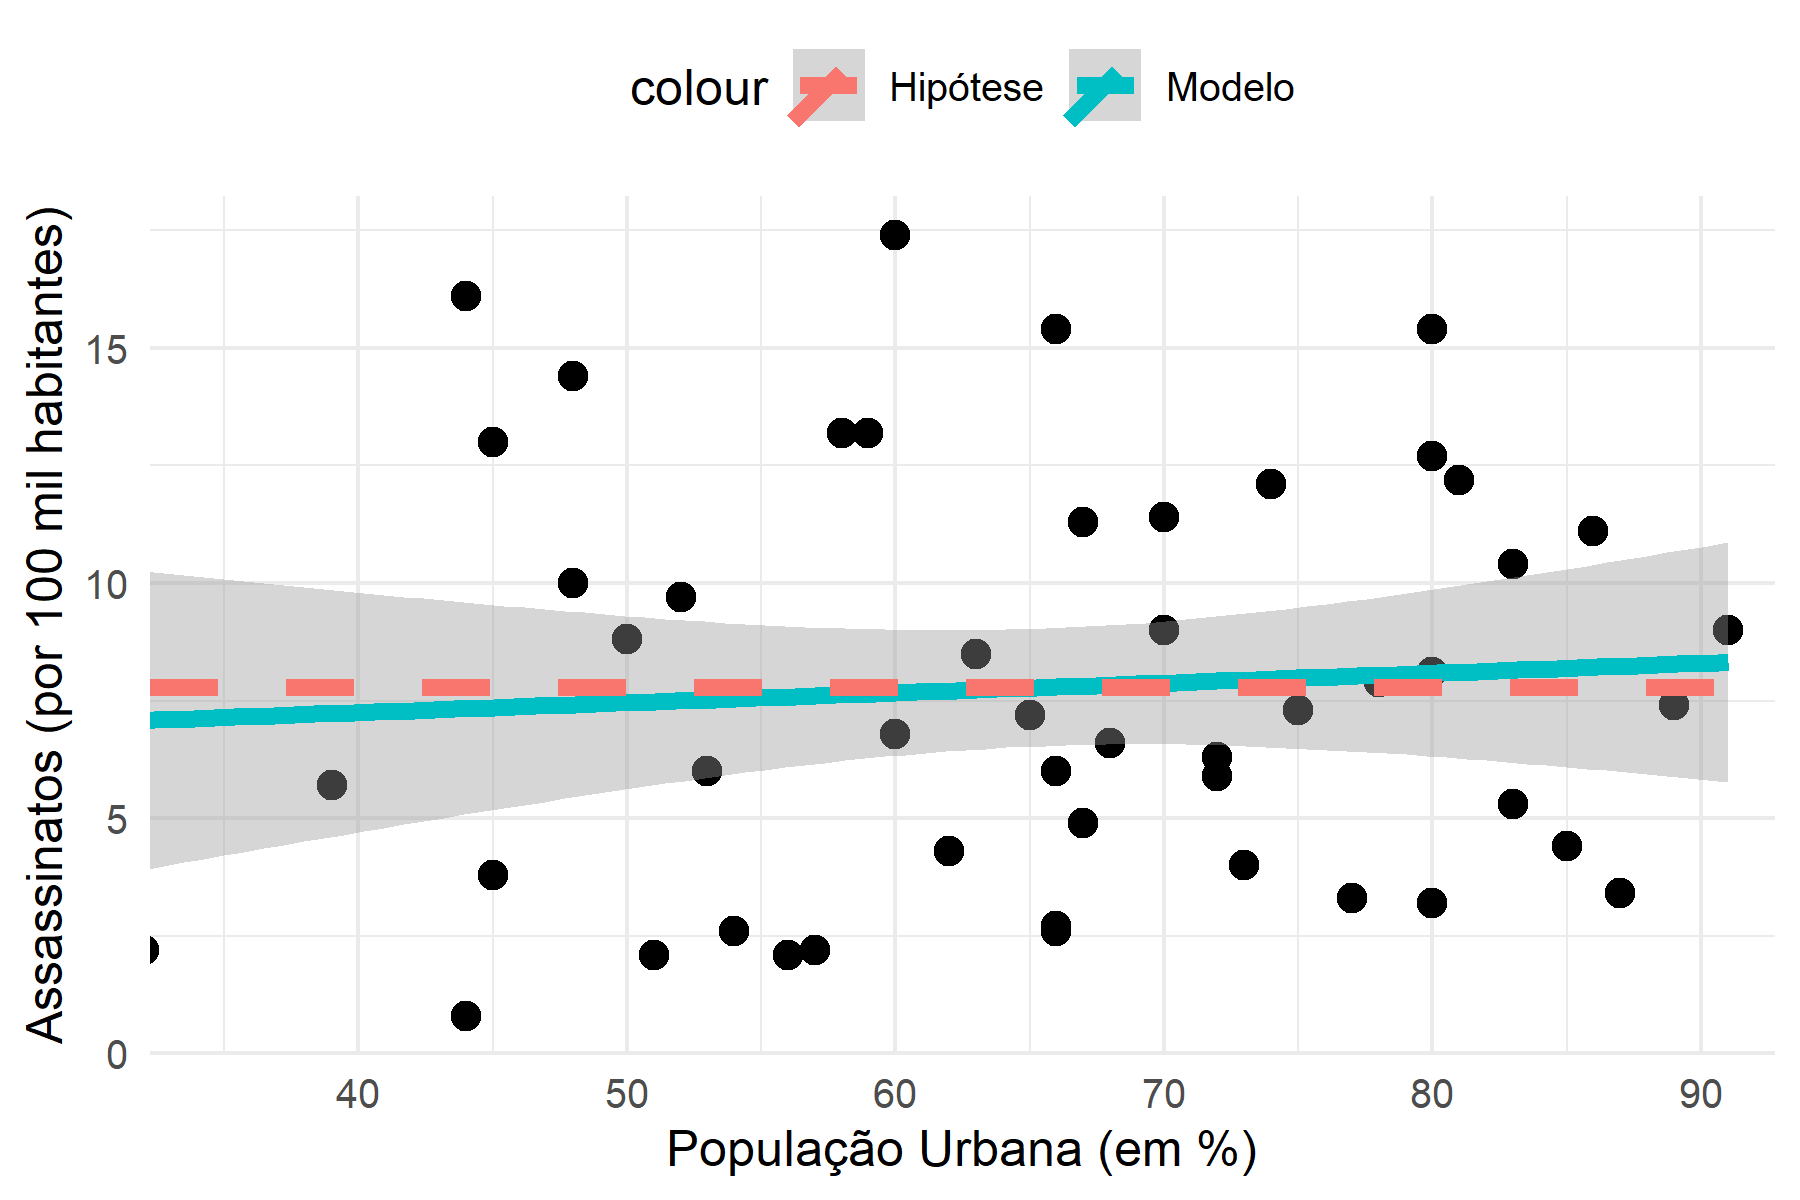 colour Hipótese Modelo
Assassinatos (por 100 mil habitantes)
15
10
5
0
40 50 60 70 80 90
População Urbana (em %)